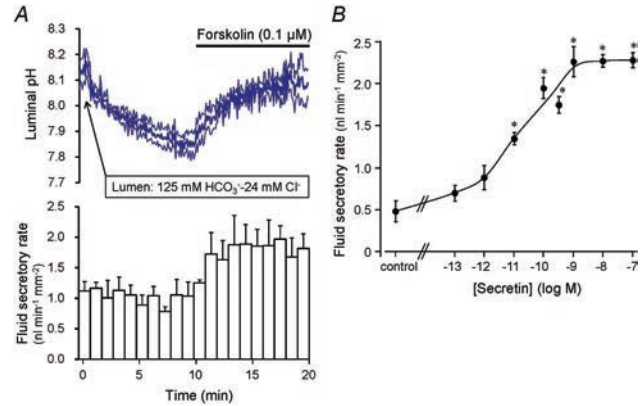 A
8.3
8.2
8.1
8.0
7.9
7.8
7.7
Luminal pH
Forskolin (0.1 µM)
Lumen: 125 mM HCO₃⁻-24 mM Cl⁻
2.5
2.0
1.5
1.0
0.5
0.0
Fluid secretory rate
(nl min⁻¹ mm⁻²)
0 5 10 15 20
Time (min)
B
3
2.5
2
1.5
1
0.5
0
Fluid secretory rate (nl min⁻¹ mm⁻²)
* * * * * * *
control -13 -12 -11 -10 -9 -8 -7
[Secretin] (log M)